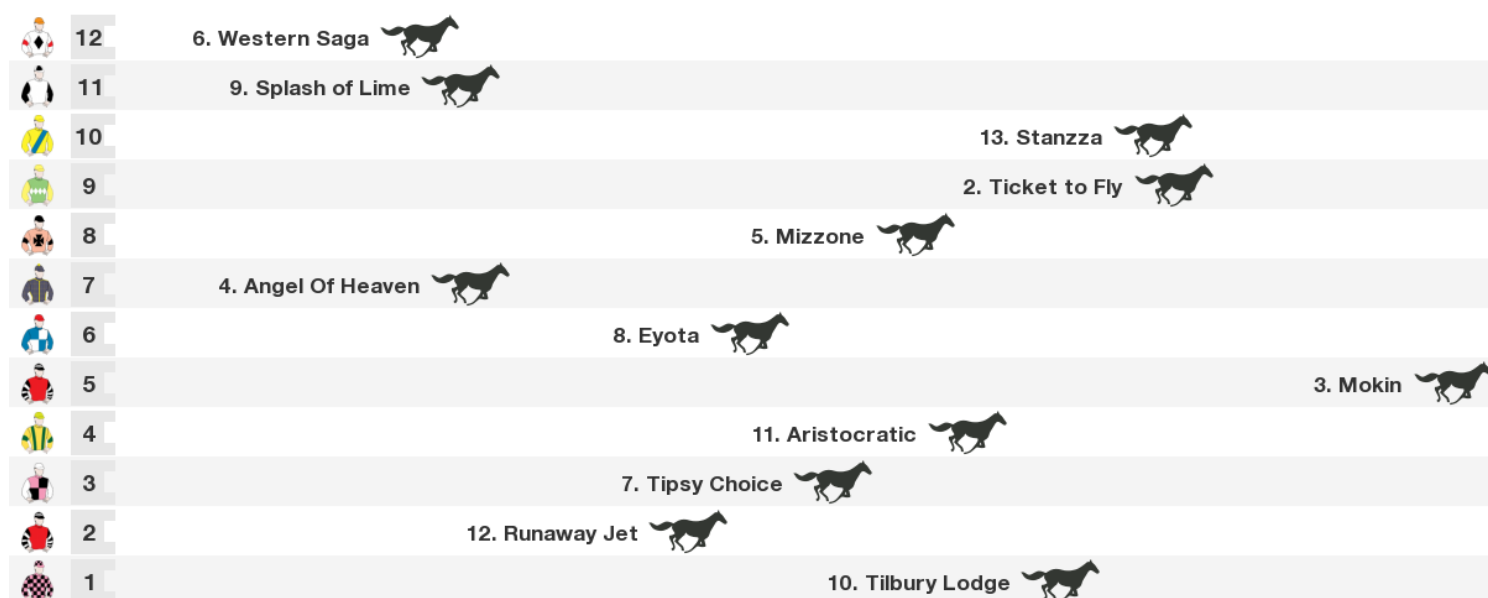 12 6. Western Saga
11 9. Splash of Lime
10 13. Stanzza
9 2. Ticket to Fly
8 5. Mizzone
7 4. Angel Of Heaven
6 8. Eyota
5 3. Mokin
4 11. Aristocratic
3 7. Tipsy Choice
2 12. Runaway Jet
1 10. Tilbury Lodge